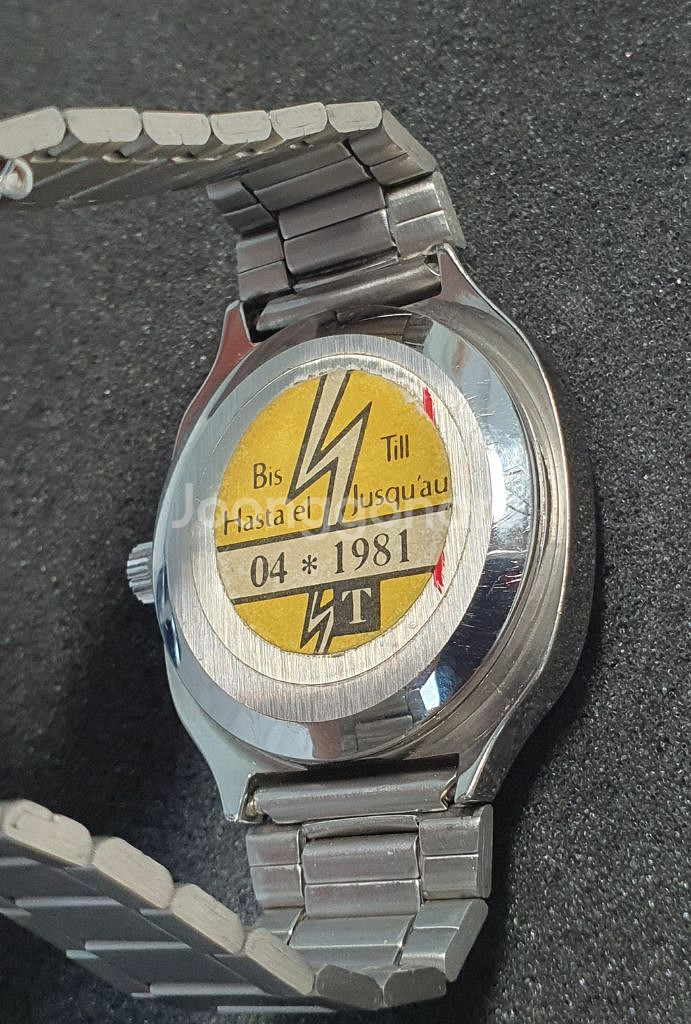 Bis Till
Hasta el Jusqu'au
04 * 1981
T